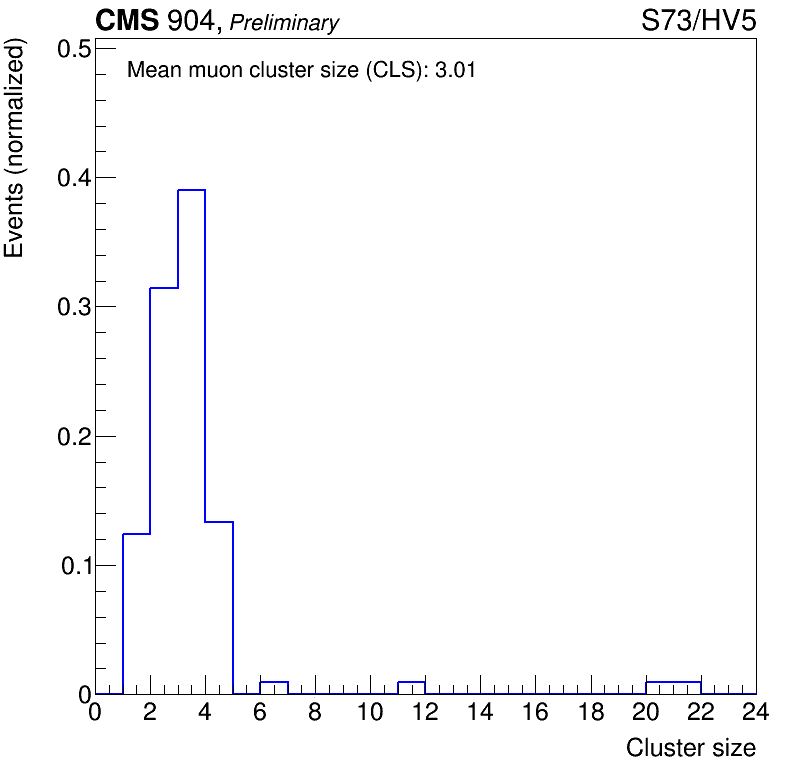 CMS 904, Preliminary S73/HV5
Mean muon cluster size (CLS): 3.01
Events (normalized)
0.5
0.4
0.3
0.2
0.1
0
0 2 4 6 8 10 12 14 16 18 20 22 24
Cluster size